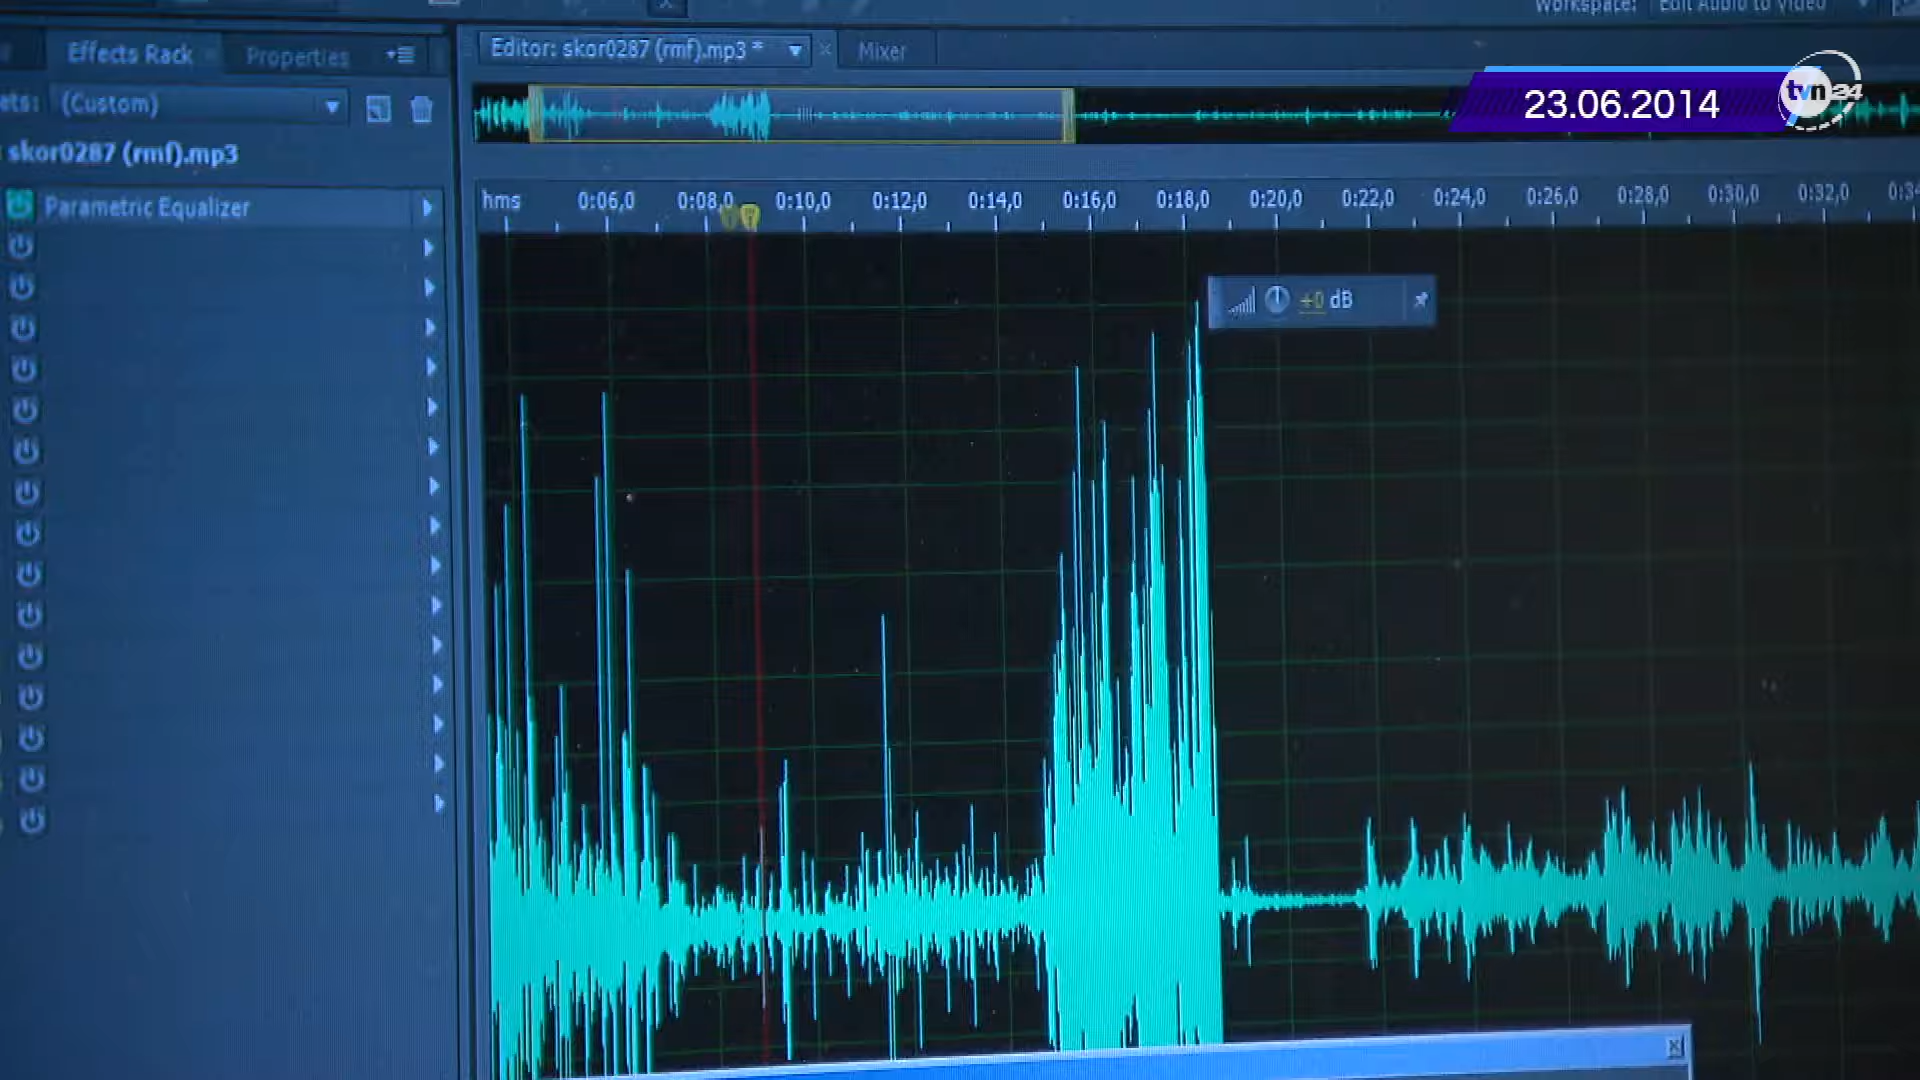 Workspace: Edit Audio to Video
Effects Rack
Properties
Editor: skor0287 (rmf).mp3 *
Mixer
ets: (Custom)
23.06.2014
tvn24
skor0287 (rmf).mp3
Parametric Equalizer
hms 0:06,0 0:08,0 0:10,0 0:12,0 0:14,0 0:16,0 0:18,0 0:20,0 0:22,0 0:24,0 0:26,0 0:28,0 0:30,0 0:32,0 0:34
+0 dB